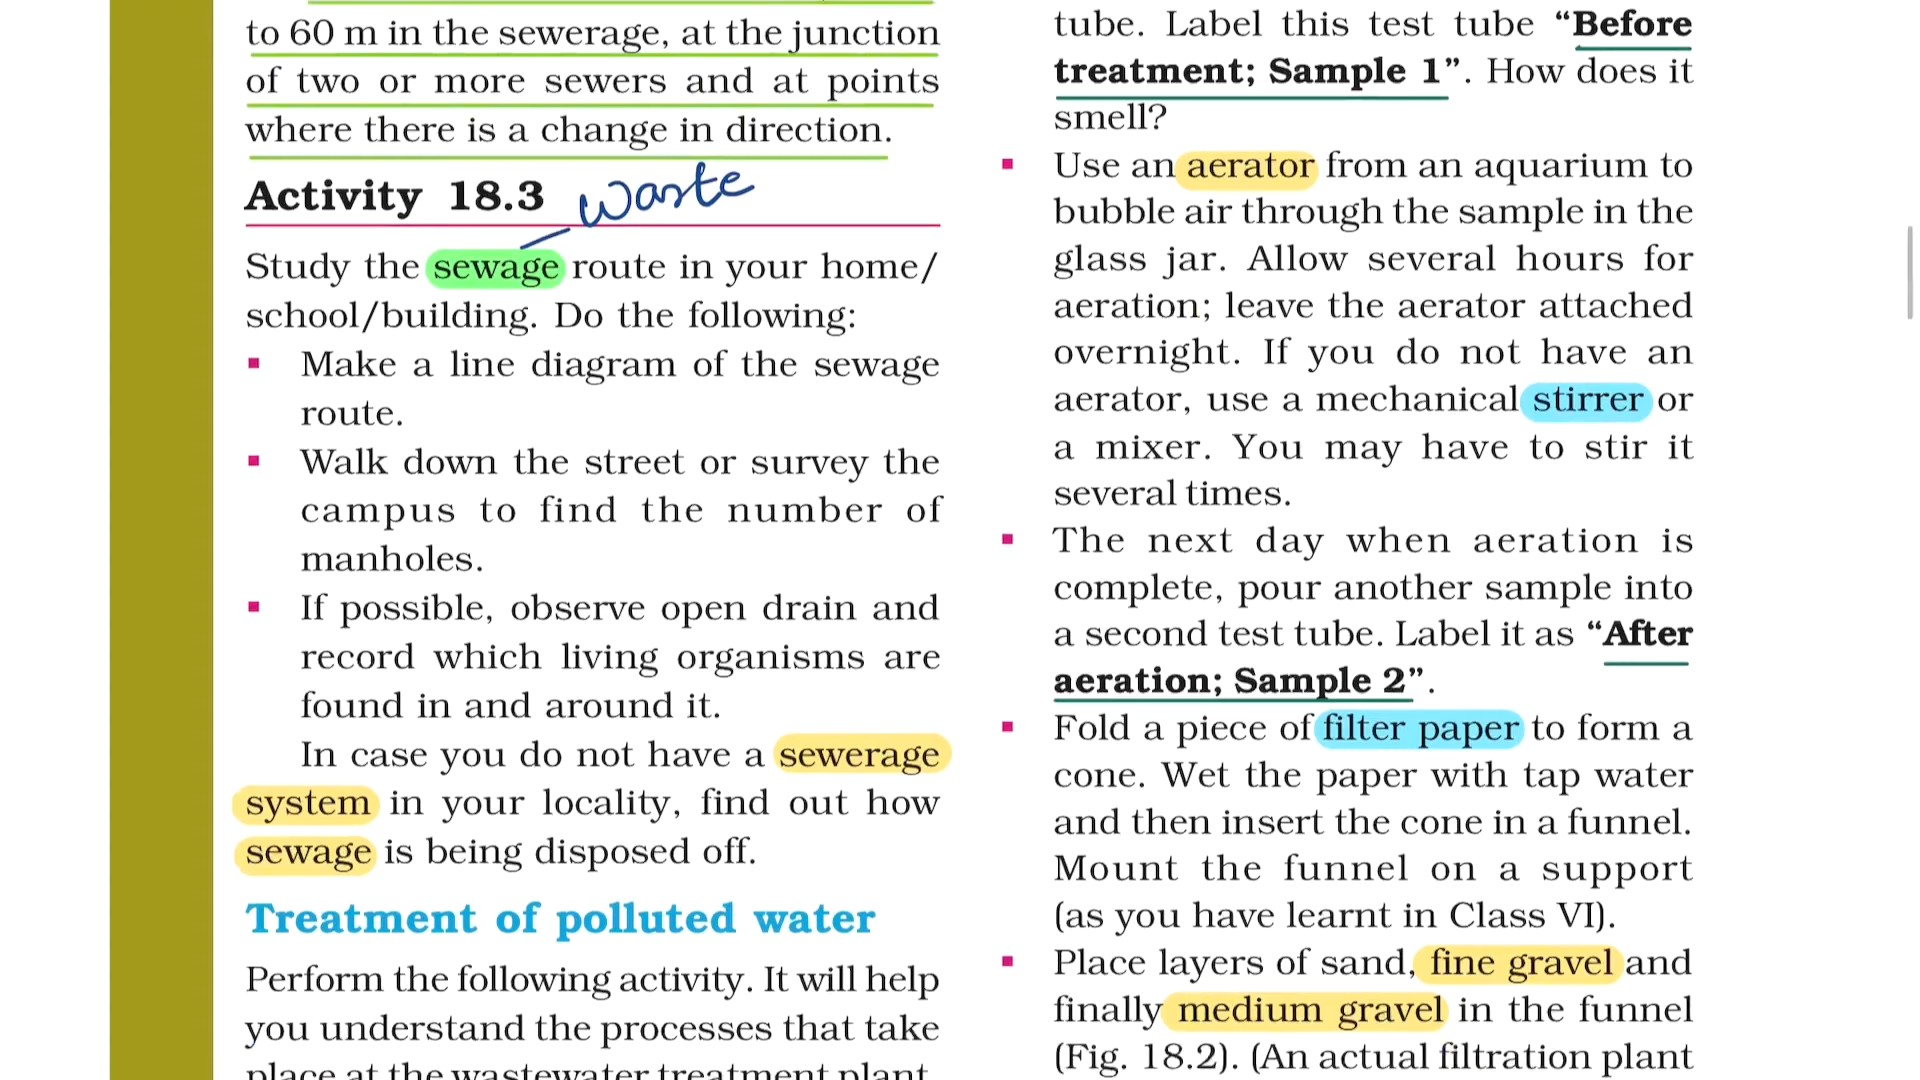 to 60 m in the sewerage, at the junction
of two or more sewers and at points
where there is a change in direction.
Activity 18.3 waste
Study the sewage route in your home/
school/building. Do the following:
▪ Make a line diagram of the sewage
route.
▪ Walk down the street or survey the
campus to find the number of
manholes.
▪ If possible, observe open drain and
record which living organisms are
found in and around it.
In case you do not have a sewerage
system in your locality, find out how
sewage is being disposed off.
Treatment of polluted water
Perform the following activity. It will help
you understand the processes that take
place at the wastewater treatment plant.
tube. Label this test tube “Before
treatment; Sample 1”. How does it
smell?
▪ Use an aerator from an aquarium to
bubble air through the sample in the
glass jar. Allow several hours for
aeration; leave the aerator attached
overnight. If you do not have an
aerator, use a mechanical stirrer or
a mixer. You may have to stir it
several times.
▪ The next day when aeration is
complete, pour another sample into
a second test tube. Label it as “After
aeration; Sample 2”.
▪ Fold a piece of filter paper to form a
cone. Wet the paper with tap water
and then insert the cone in a funnel.
Mount the funnel on a support
(as you have learnt in Class VI).
▪ Place layers of sand, fine gravel and
finally medium gravel in the funnel
(Fig. 18.2). (An actual filtration plant